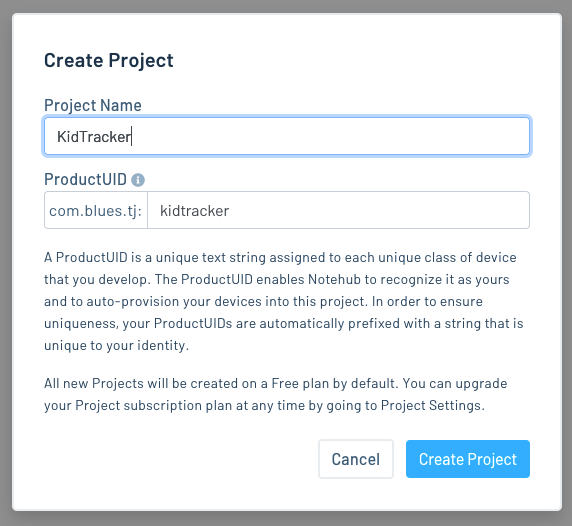 Create Project
Project Name
KidTracker
ProductUID
com.blues.tj: kidtracker
A ProductUID is a unique text string assigned to each unique class of device
that you develop. The ProductUID enables Notehub to recognize it as yours
and to auto-provision your devices into this project. In order to ensure
uniqueness, your ProductUIDs are automatically prefixed with a string that is
unique to your identity.
All new Projects will be created on a Free plan by default. You can upgrade
your Project subscription plan at any time by going to Project Settings.
Cancel Create Project